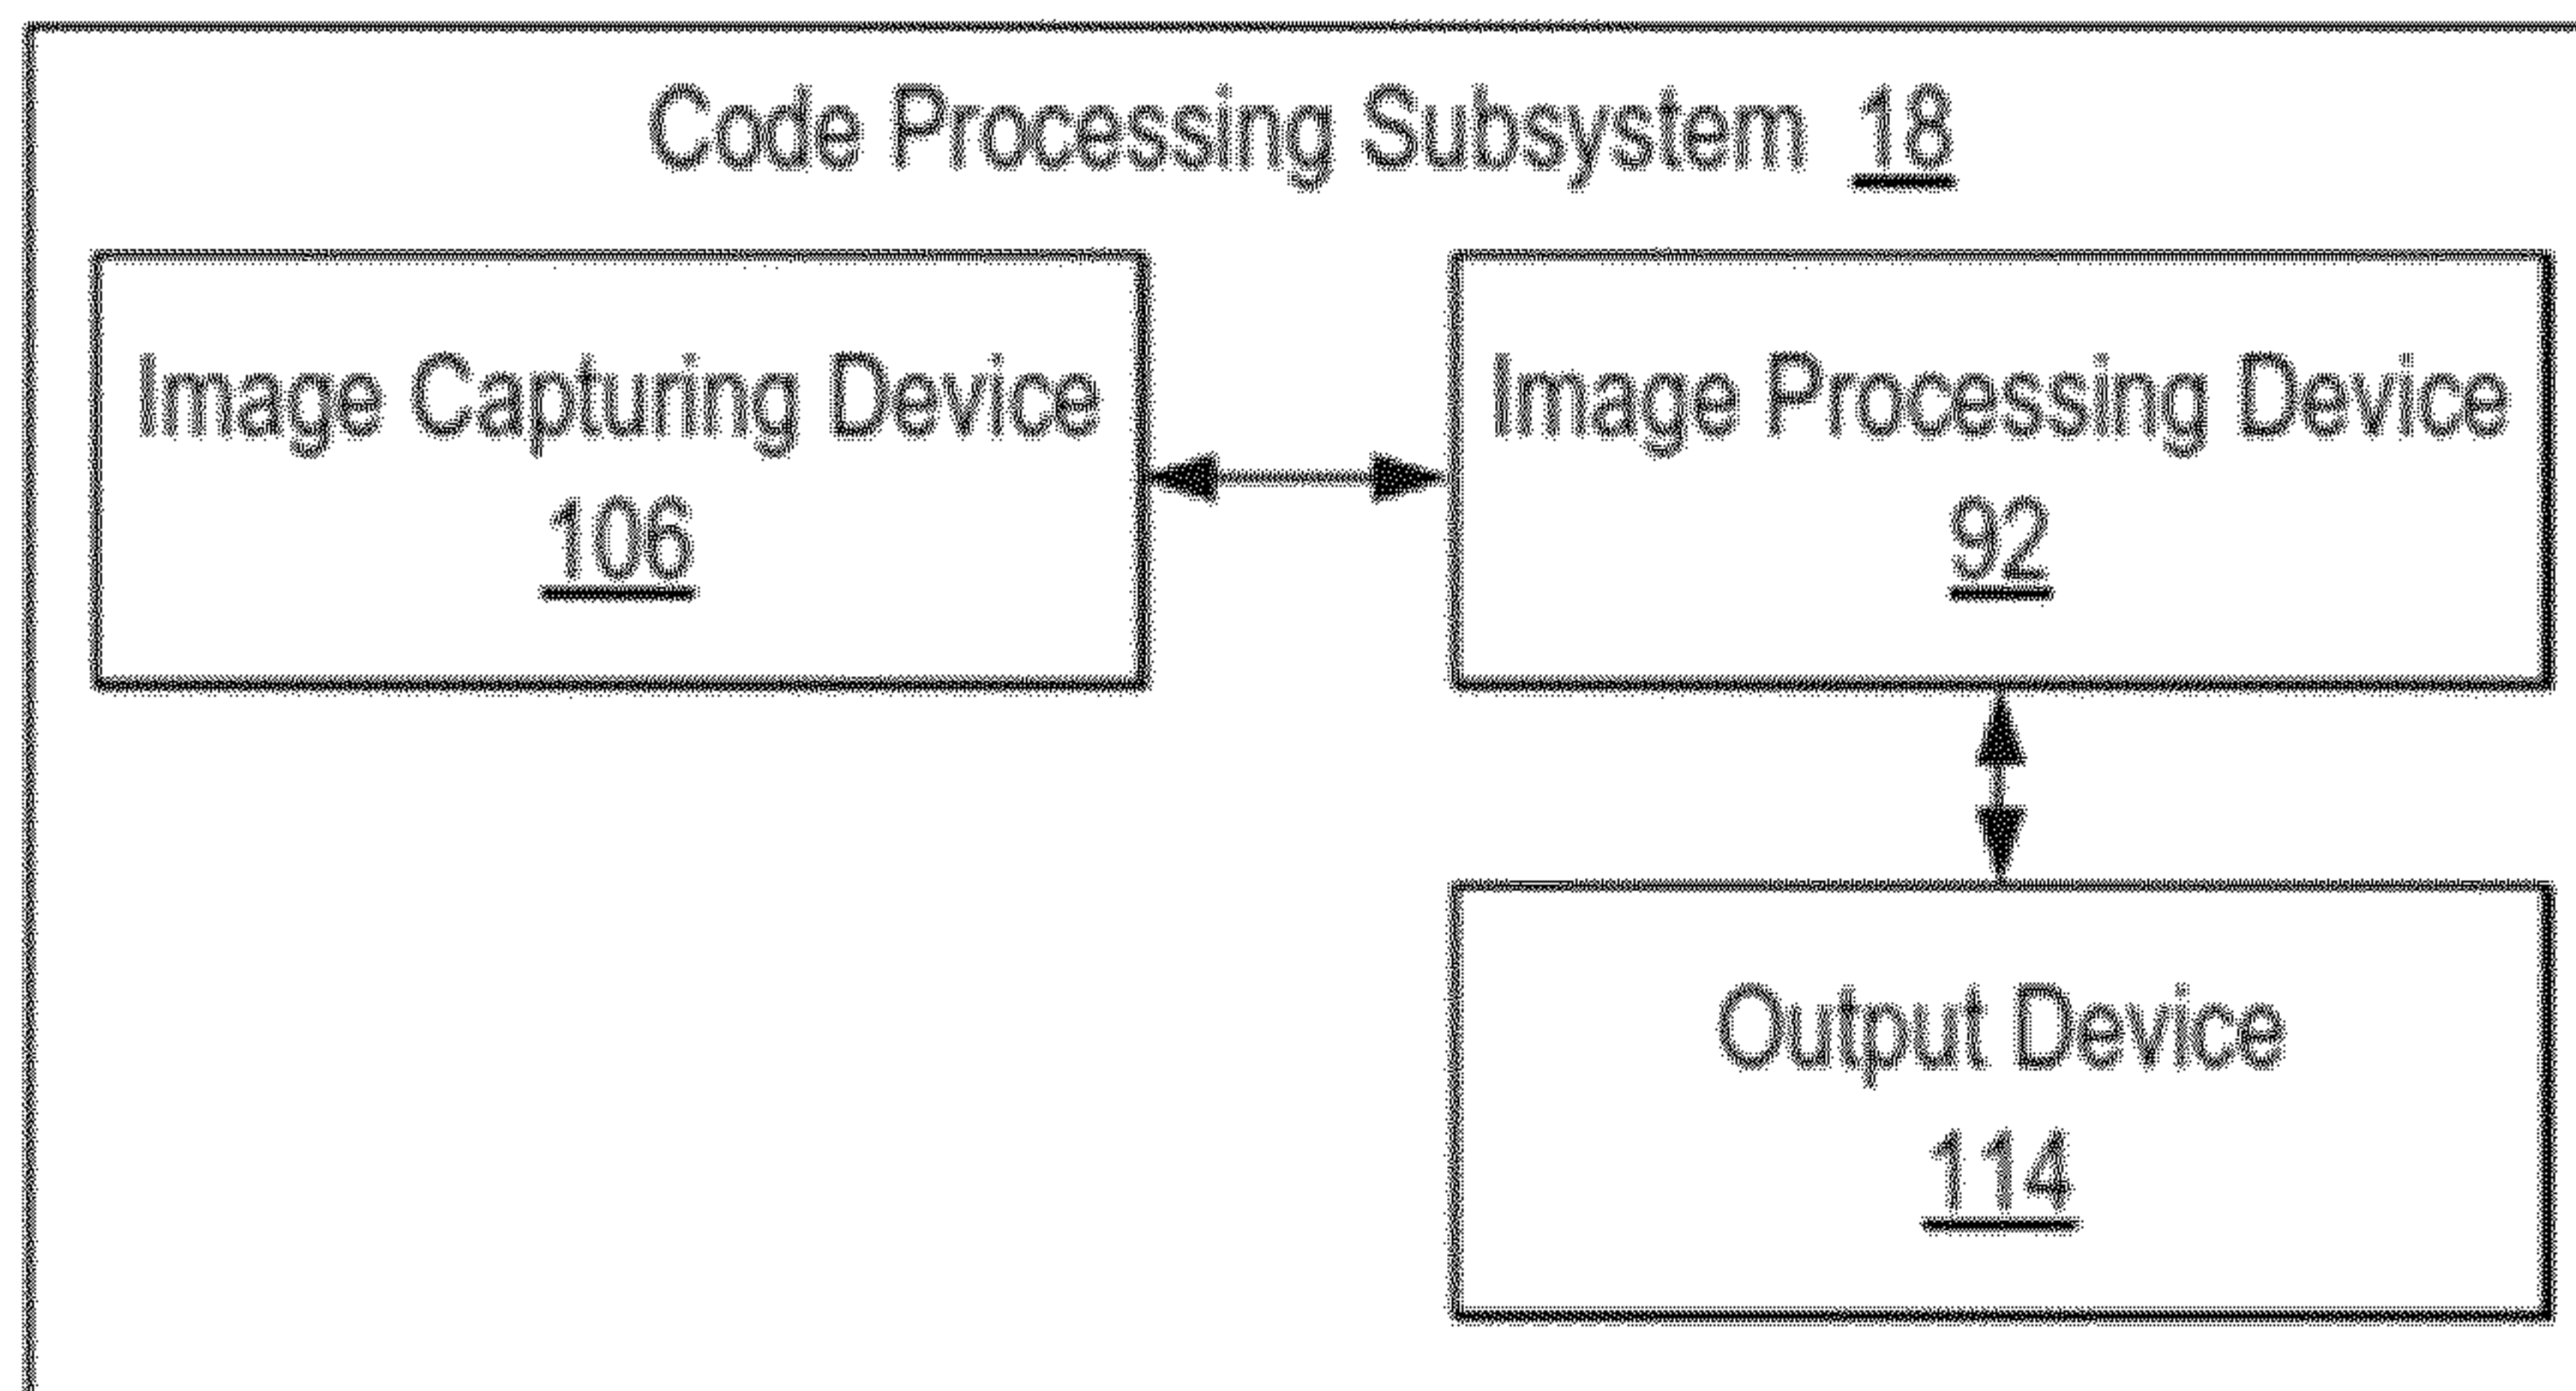 Code Processing Subsystem 18
Image Capturing Device
106
Image Processing Device
92
Output Device
114